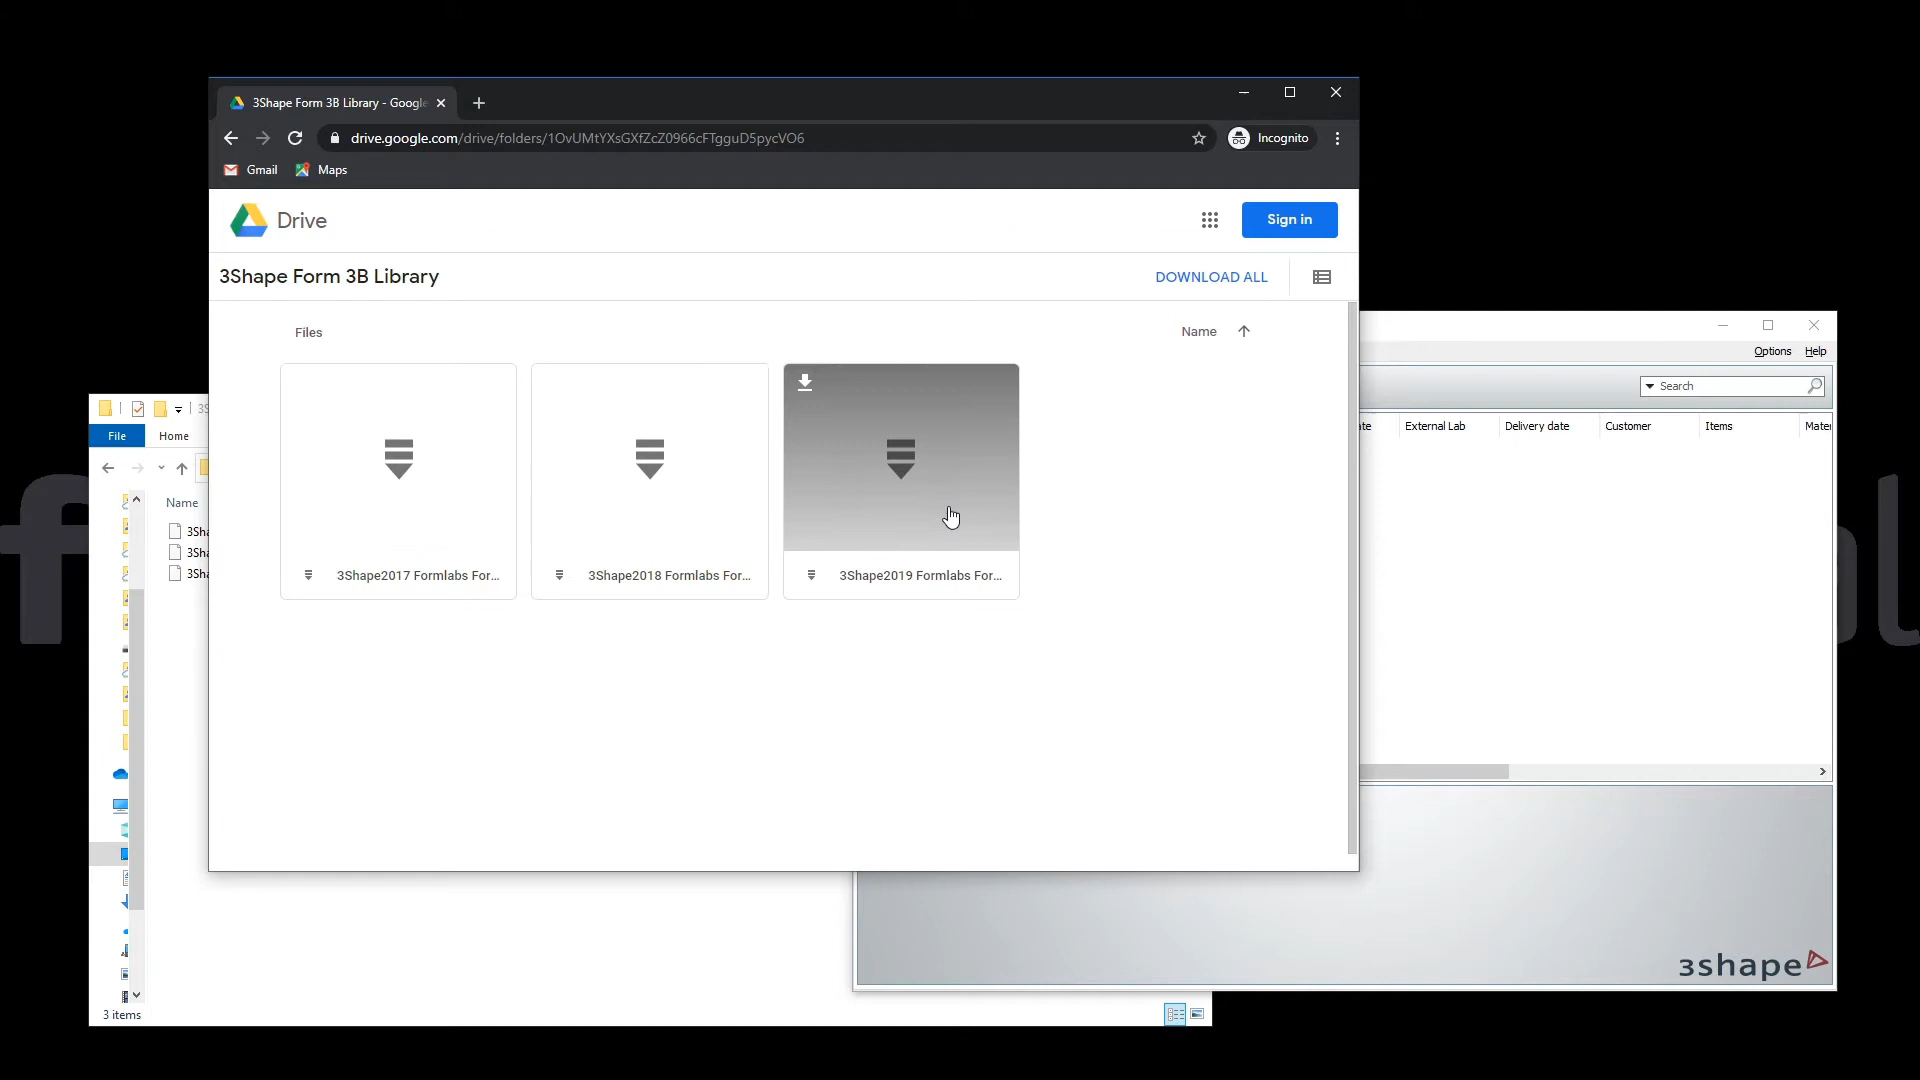 3Shape Form 3B Library - Google
drive.google.com/drive/folders/1OvUMtYXsGXfZcZ0966cFTgguD5pycVO6
Incognito
Gmail
Maps
Drive
Sign in
3Shape Form 3B Library
DOWNLOAD ALL
Files
Name
3Shape2017 Formlabs For...
3Shape2018 Formlabs For...
3Shape2019 Formlabs For...
Options
Help
Search
External Lab
Delivery date
Customer
Items
3shape
File
Home
Name
3 items